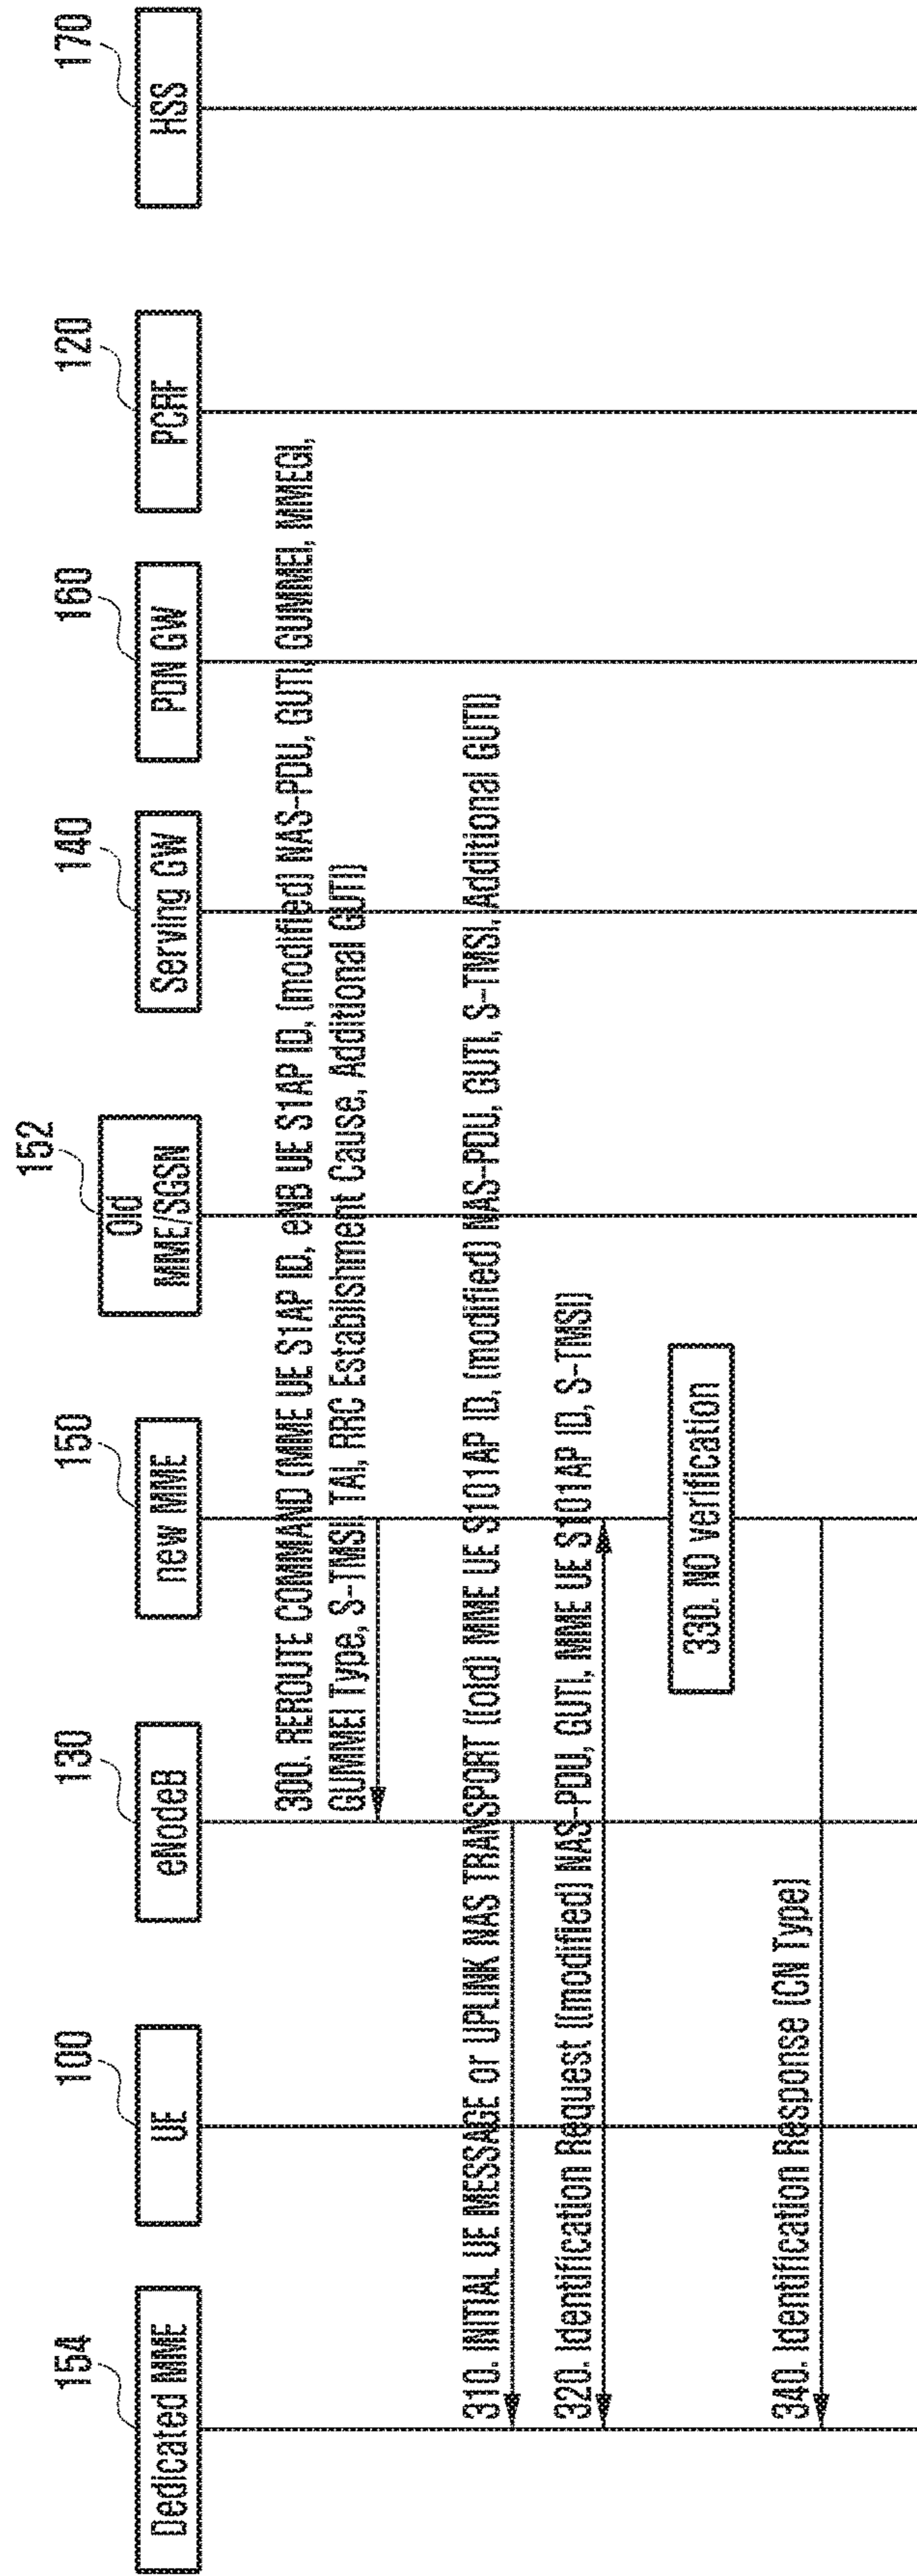 154
Dedicated MME
100
UE
130
eNodeB
150
new MME
152
Old
MME/SGSN
140
Serving GW
160
PDN GW
120
PCRF
170
HSS
300. REROUTE COMMAND (MME UE S1AP ID, eNB UE S1AP ID, (modified) NAS-PDU, GUTI, GUMMEI, MMEGI,
GUMMEI Type, S-TMSI, TAI, RRC Establishment Cause, Additional GUTI)
310. INITIAL UE MESSAGE or UPLINK NAS TRANSPORT ((old) MME UE S101AP ID, (modified) NAS-PDU, GUTI, S-TMSI, Additional GUTI)
320. Identification Request ((modified) NAS-PDU, GUTI, MME UE S101AP ID, S-TMSI)
330. NO verification
340. Identification Response (CN Type)